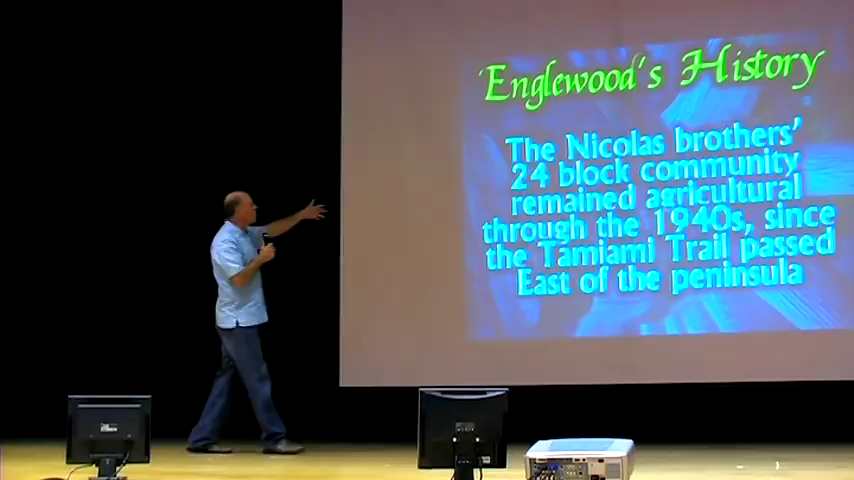 Englewood's History
The Nicolas brothers'
24 block community
remained agricultural
through the 1940s, since
the Tamiami Trail passed
East of the peninsula